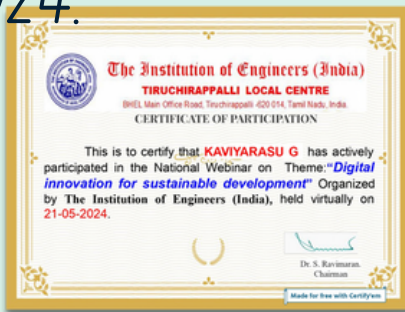 024.
The Institution of Engineers (India)
TIRUCHIRAPPALLI LOCAL CENTRE
BHEL Main Office Road, Tiruchirappalli -620 014, Tamil Nadu, India.
CERTIFICATE OF PARTICIPATION
This is to certify that KAVIYARASU G has actively
participated in the National Webinar on Theme:“Digital
innovation for sustainable development” Organized
by The Institution of Engineers (India), held virtually on
21-05-2024.
Dr. S. Ravimaran.
Chairman
Made for free with Certify'em